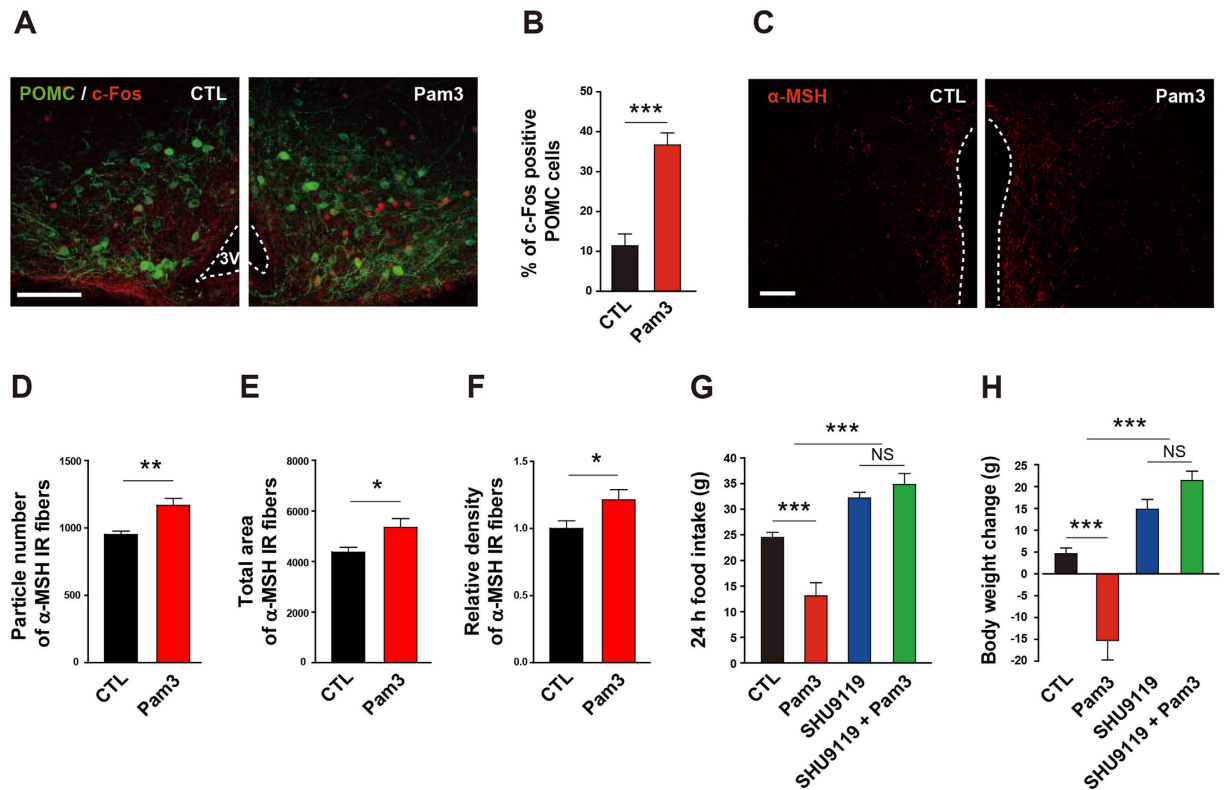 A
POMC / c-Fos
CTL
Pam3
3V
B
% of c-Fos positive
POMC cells
50
40
30
20
10
0
***
CTL
Pam3
C
α-MSH
CTL
Pam3
D
Particle number
of α-MSH IR fibers
1500
1000
500
0
**
CTL
Pam3
E
Total area
of α-MSH IR fibers
8000
6000
4000
2000
0
*
CTL
Pam3
F
Relative density
of α-MSH IR fibers
1.5
1.0
0.5
0.0
*
CTL
Pam3
G
24 h food intake (g)
40
35
30
25
20
15
10
5
0
***
NS
***
CTL
Pam3
SHU9119
SHU9119 + Pam3
H
Body weight change (g)
25
20
15
10
5
0
-5
-10
-15
-20
***
NS
***
CTL
Pam3
SHU9119
SHU9119 + Pam3